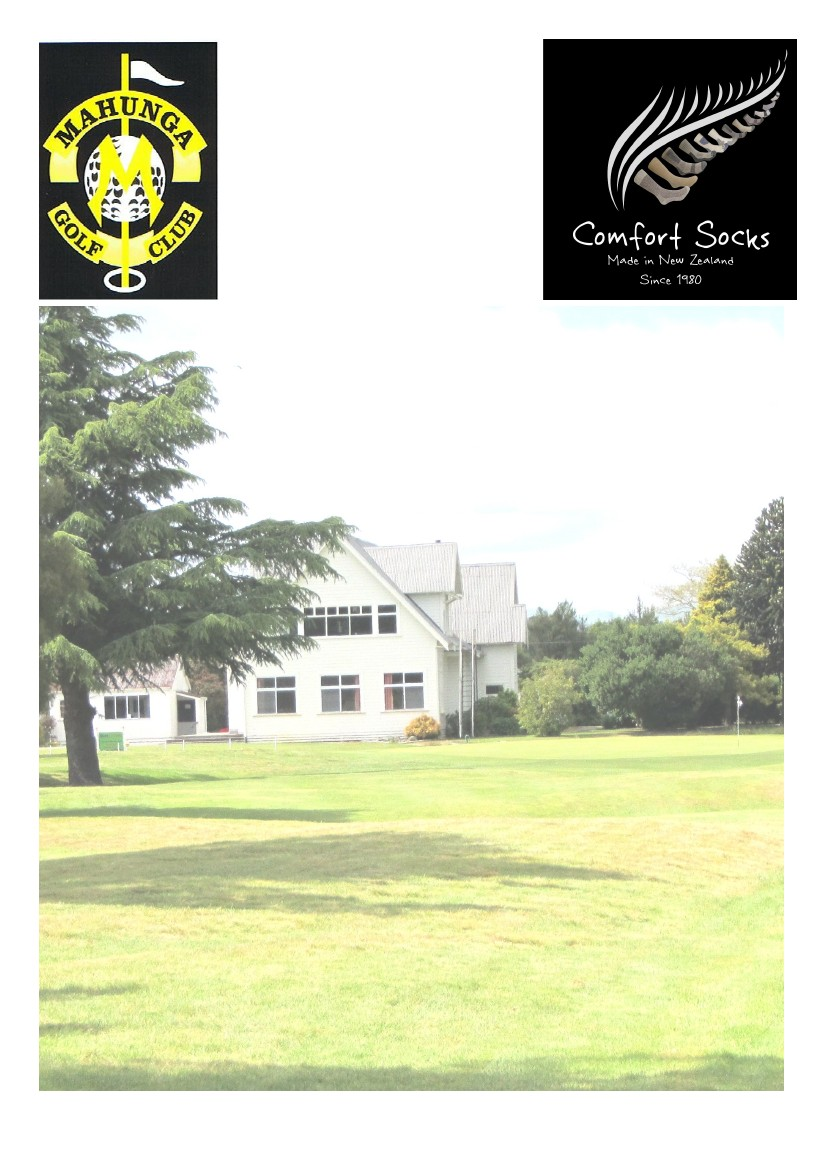 MAHUNGA
M
GOLF CLUB
Comfort Socks
Made in New Zealand
Since 1980